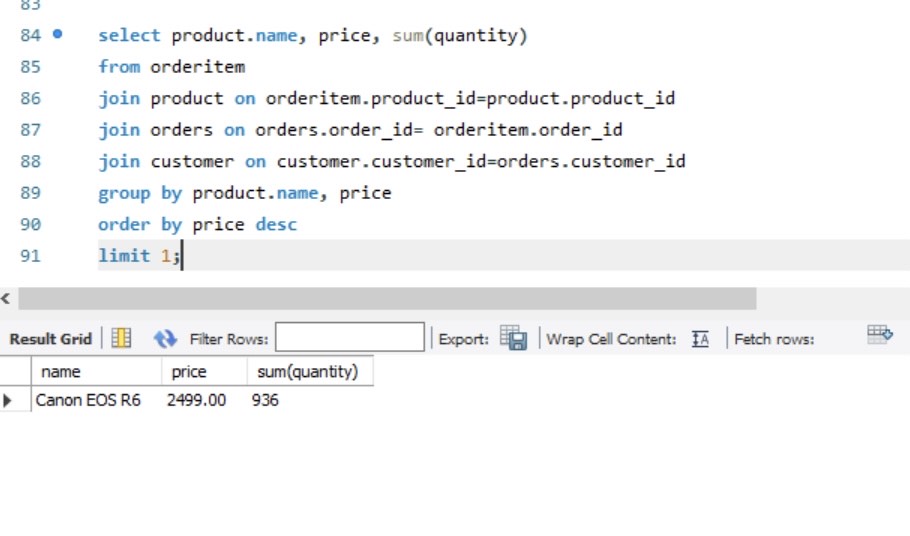 83
84 select product.name, price, sum(quantity)
85 from orderitem
86 join product on orderitem.product_id=product.product_id
87 join orders on orders.order_id= orderitem.order_id
88 join customer on customer.customer_id=orders.customer_id
89 group by product.name, price
90 order by price desc
91 limit 1;
Result Grid Filter Rows: Export: Wrap Cell Content: Fetch rows:
name price sum(quantity)
Canon EOS R6 2499.00 936